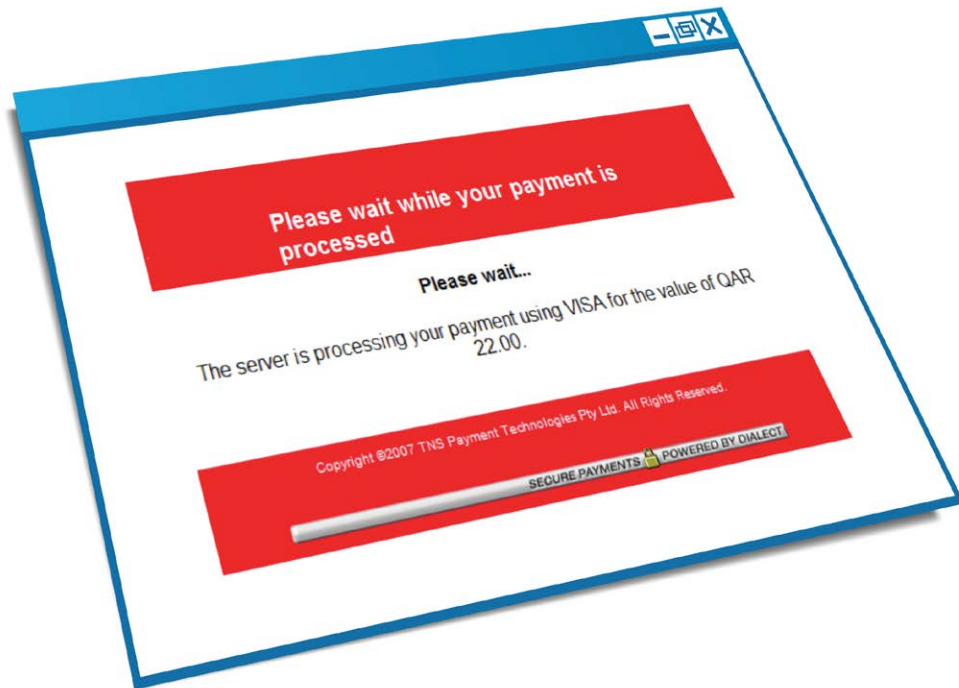 Please wait while your payment is
processed
Please wait...
The server is processing your payment using VISA for the value of QAR
22.00.
Copyright ©2007 TNS Payment Technologies Pty Ltd. All Rights Reserved.
SECURE PAYMENTS POWERED BY DIALECT